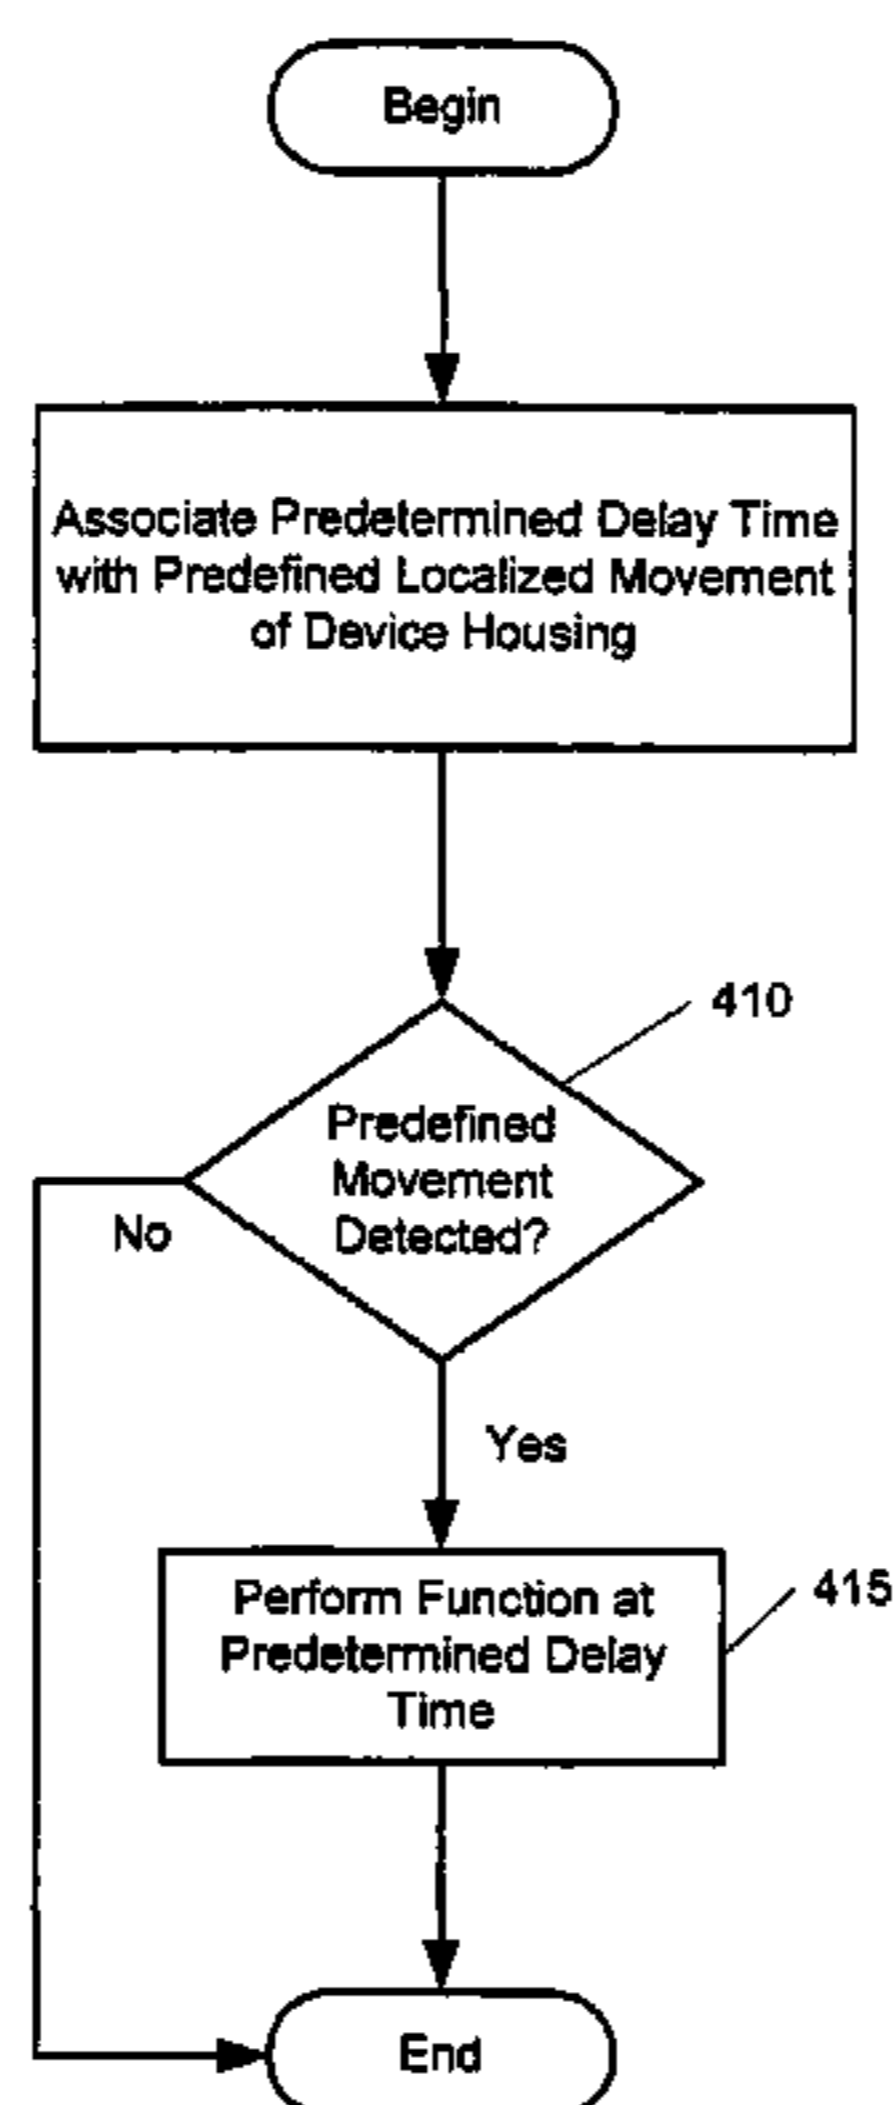 Begin
Associate Predetermined Delay Time
with Predefined Localized Movement
of Device Housing
410
Predefined
Movement
Detected?
No
Yes
415
Perform Function at
Predetermined Delay
Time
End